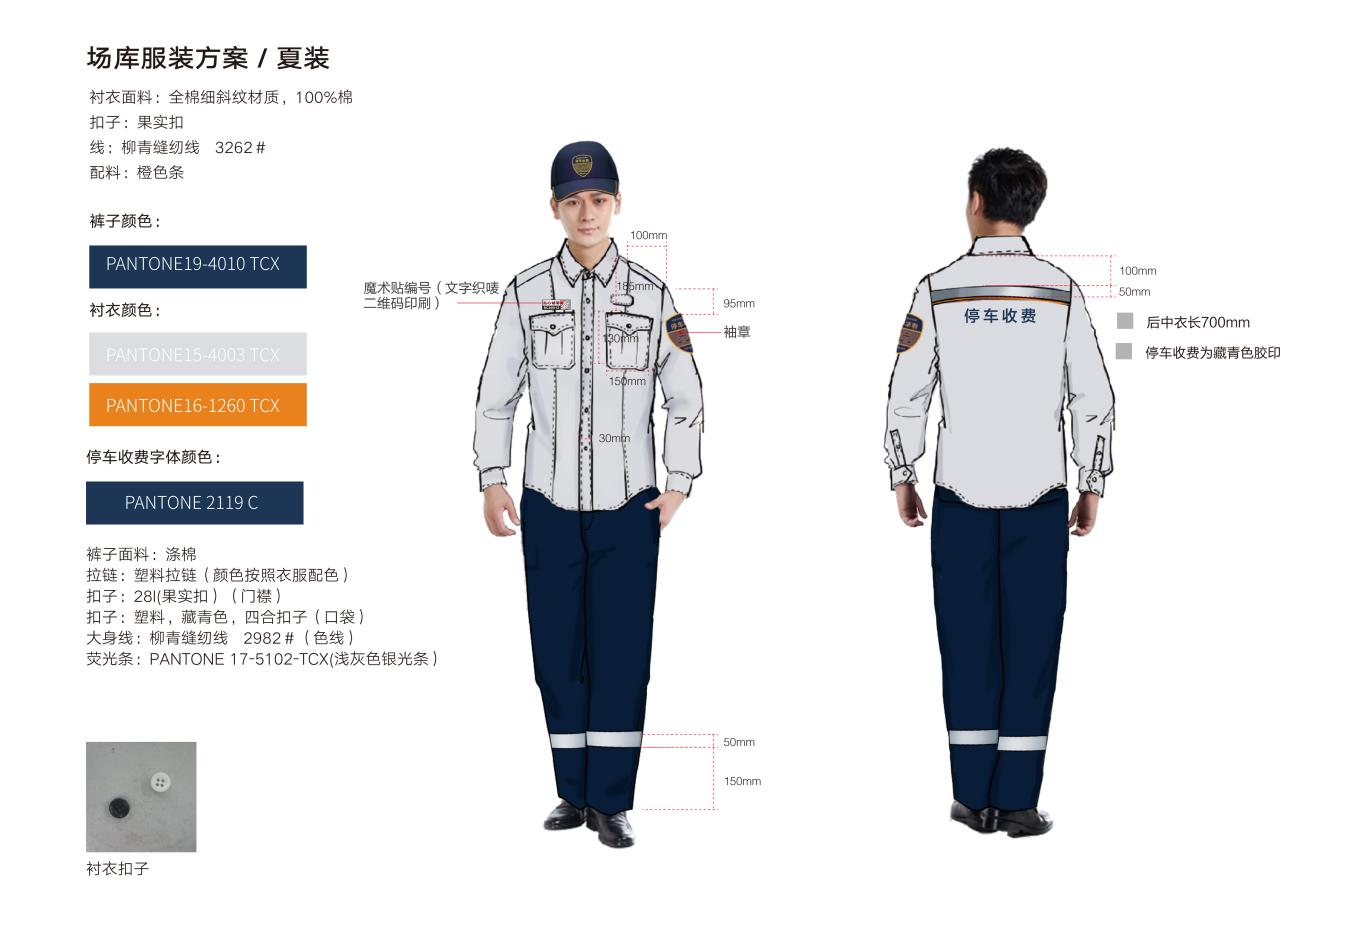 场库服装方案 / 夏装
衬衣面料：全棉细斜纹材质，100%棉
扣子：果实扣
线：柳青缝纫线 3262＃
配料：橙色条
裤子颜色：
PANTONE19-4010 TCX
衬衣颜色：
PANTONE15-4003 TCX
PANTONE16-1260 TCX
停车收费字体颜色：
PANTONE 2119 C
裤子面料：涤棉
拉链：塑料拉链（颜色按照衣服配色）
扣子：28l(果实扣）（门襟）
扣子：塑料，藏青色，四合扣子（口袋）
大身线：柳青缝纫线 2982＃（色线）
荧光条：PANTONE 17-5102-TCX(浅灰色银光条）
衬衣扣子
魔术贴编号（文字织唛
二维码印刷）
100mm
185mm
95mm
袖章
130mm
150mm
30mm
50mm
150mm
100mm
50mm
停车收费
后中衣长700mm
停车收费为藏青色胶印